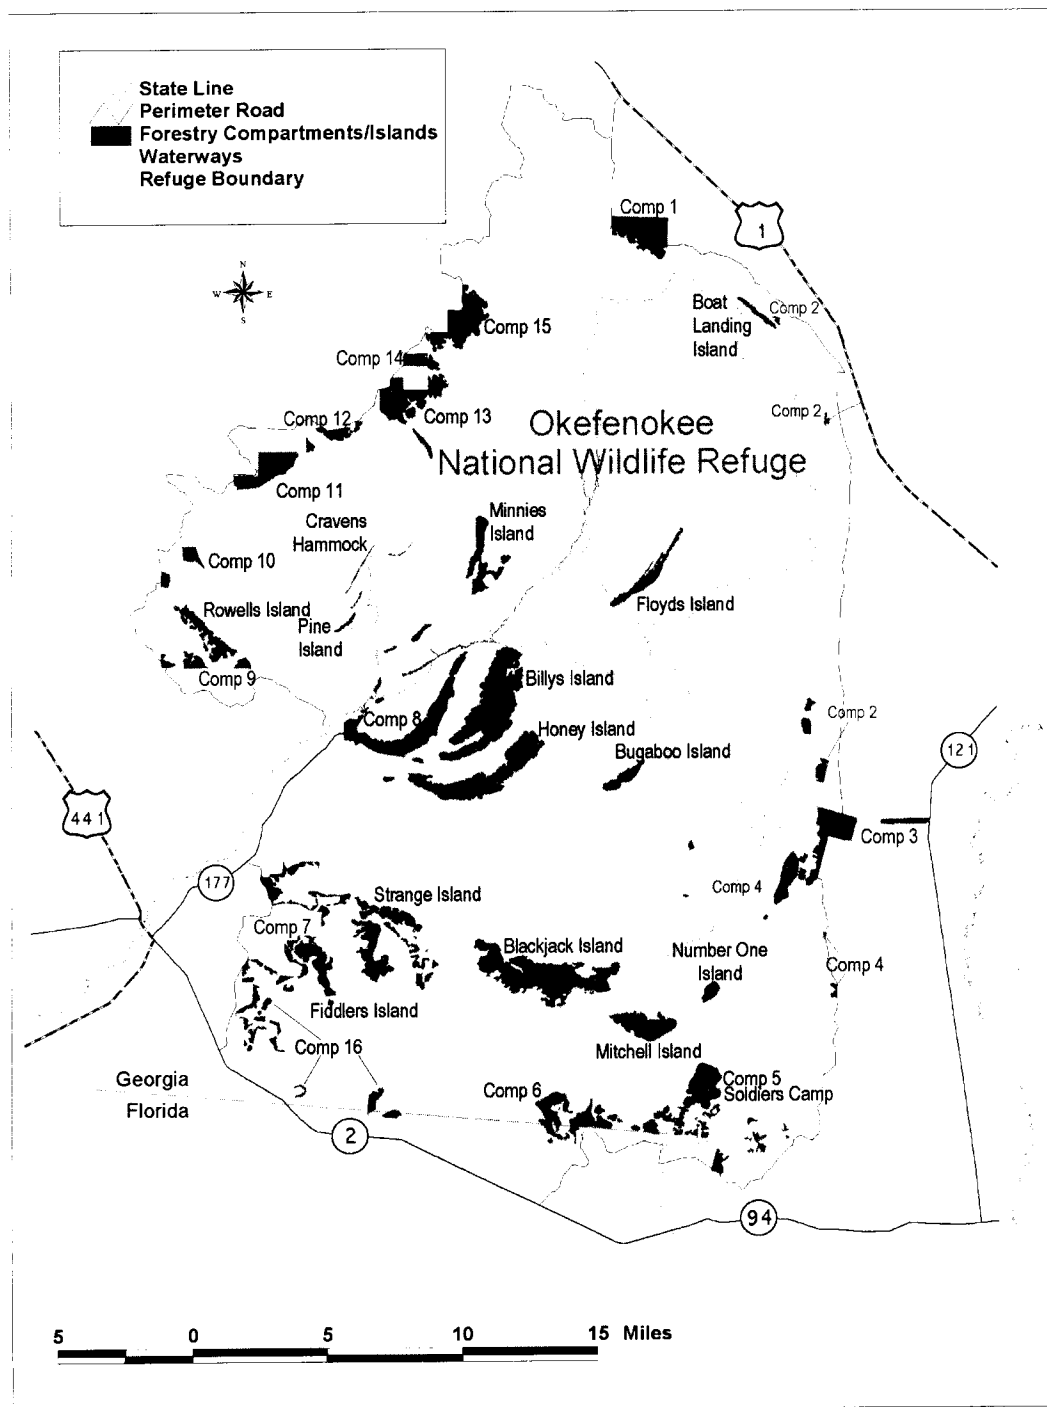 State Line
Perimeter Road
Forestry Compartments/Islands
Waterways
Refuge Boundary
Comp 1
1
N
W E
S
Boat
Landing
Island
Comp 2
Comp 15
Comp 14
Comp 13
Comp 12
Comp 2
Okefenokee
National Wildlife Refuge
Comp 11
Minnies
Island
Cravens
Hammock
Comp 10
Floyds Island
Rowells Island
Pine
Island
Comp 9
Billys Island
Comp 8
Comp 2
Honey Island
Bugaboo Island
121
441
Comp 3
177
Comp 4
Strange Island
Comp 7
Blackjack Island
Number One
Island
Comp 4
Fiddlers Island
Comp 16
Mitchell Island
Georgia
Florida
Comp 6
Comp 5
Soldiers Camp
2
94
5 0 5 10 15 Miles